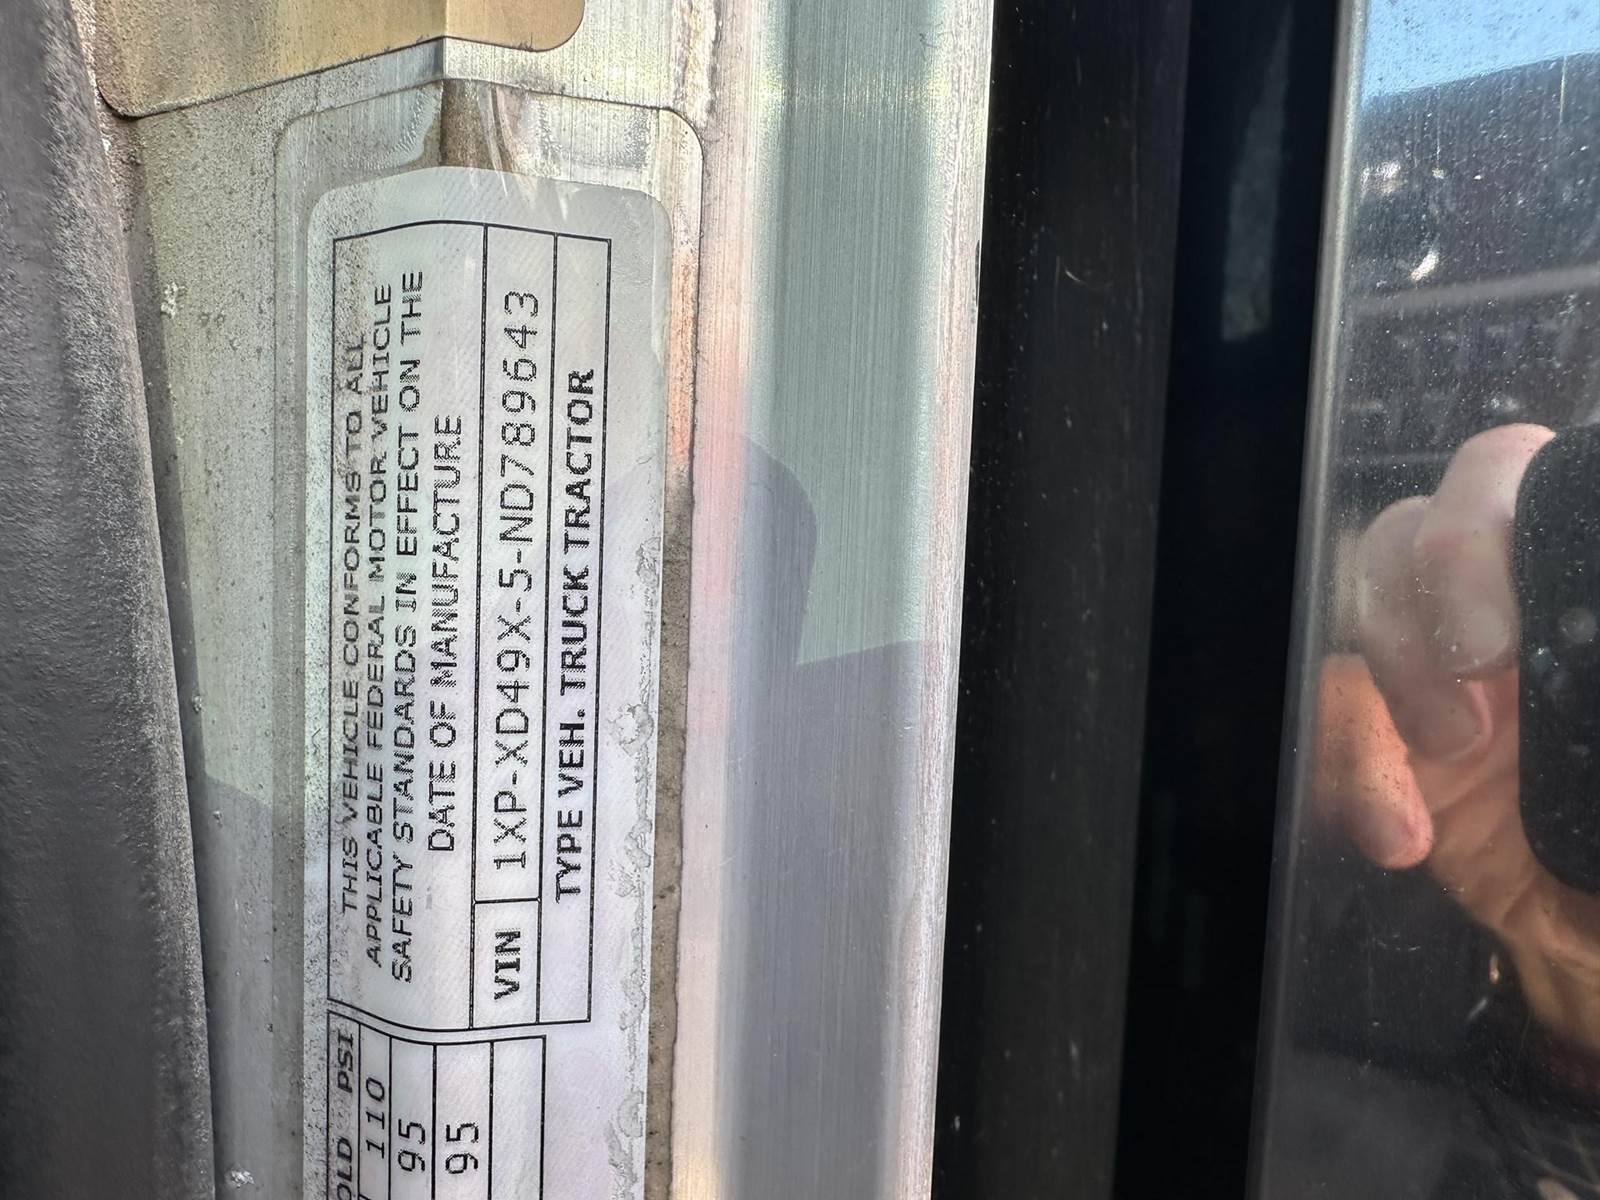 THIS VEHICLE CONFORMS TO ALL
APPLICABLE FEDERAL MOTOR VEHICLE
SAFETY STANDARDS IN EFFECT ON THE
DATE OF MANUFACTURE
VIN 1XP-XD49X-5-ND789643
TYPE VEH. TRUCK TRACTOR
OLD PSI
110
95
95